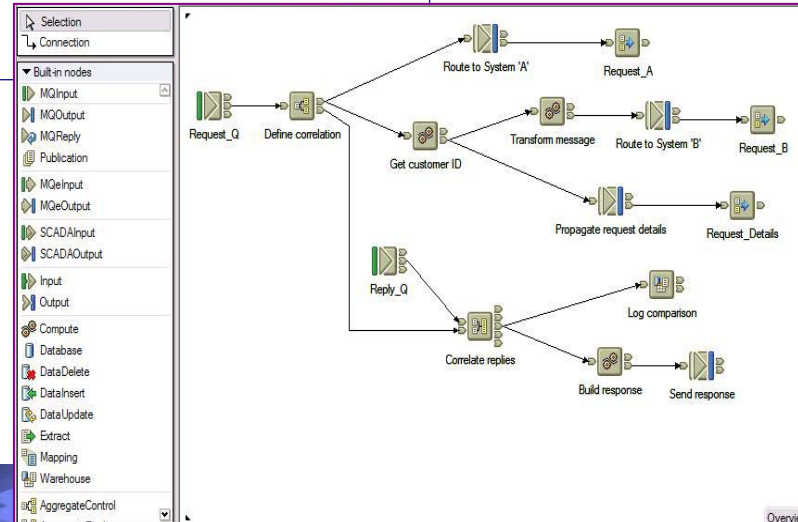 Selection
Connection
Built-in nodes
MQInput
MQOutput
MQReply
Publication
MQeInput
MQeOutput
SCADAInput
SCADAOutput
Input
Output
Compute
Database
DataDelete
DataInsert
DataUpdate
Extract
Mapping
Warehouse
AggregateControl
Route to System 'A'
Request_A
Request_Q
Define correlation
Get customer ID
Transform message
Route to System 'B'
Request_B
Propagate request details
Request_Details
Reply_Q
Log comparison
Correlate replies
Build response
Send response